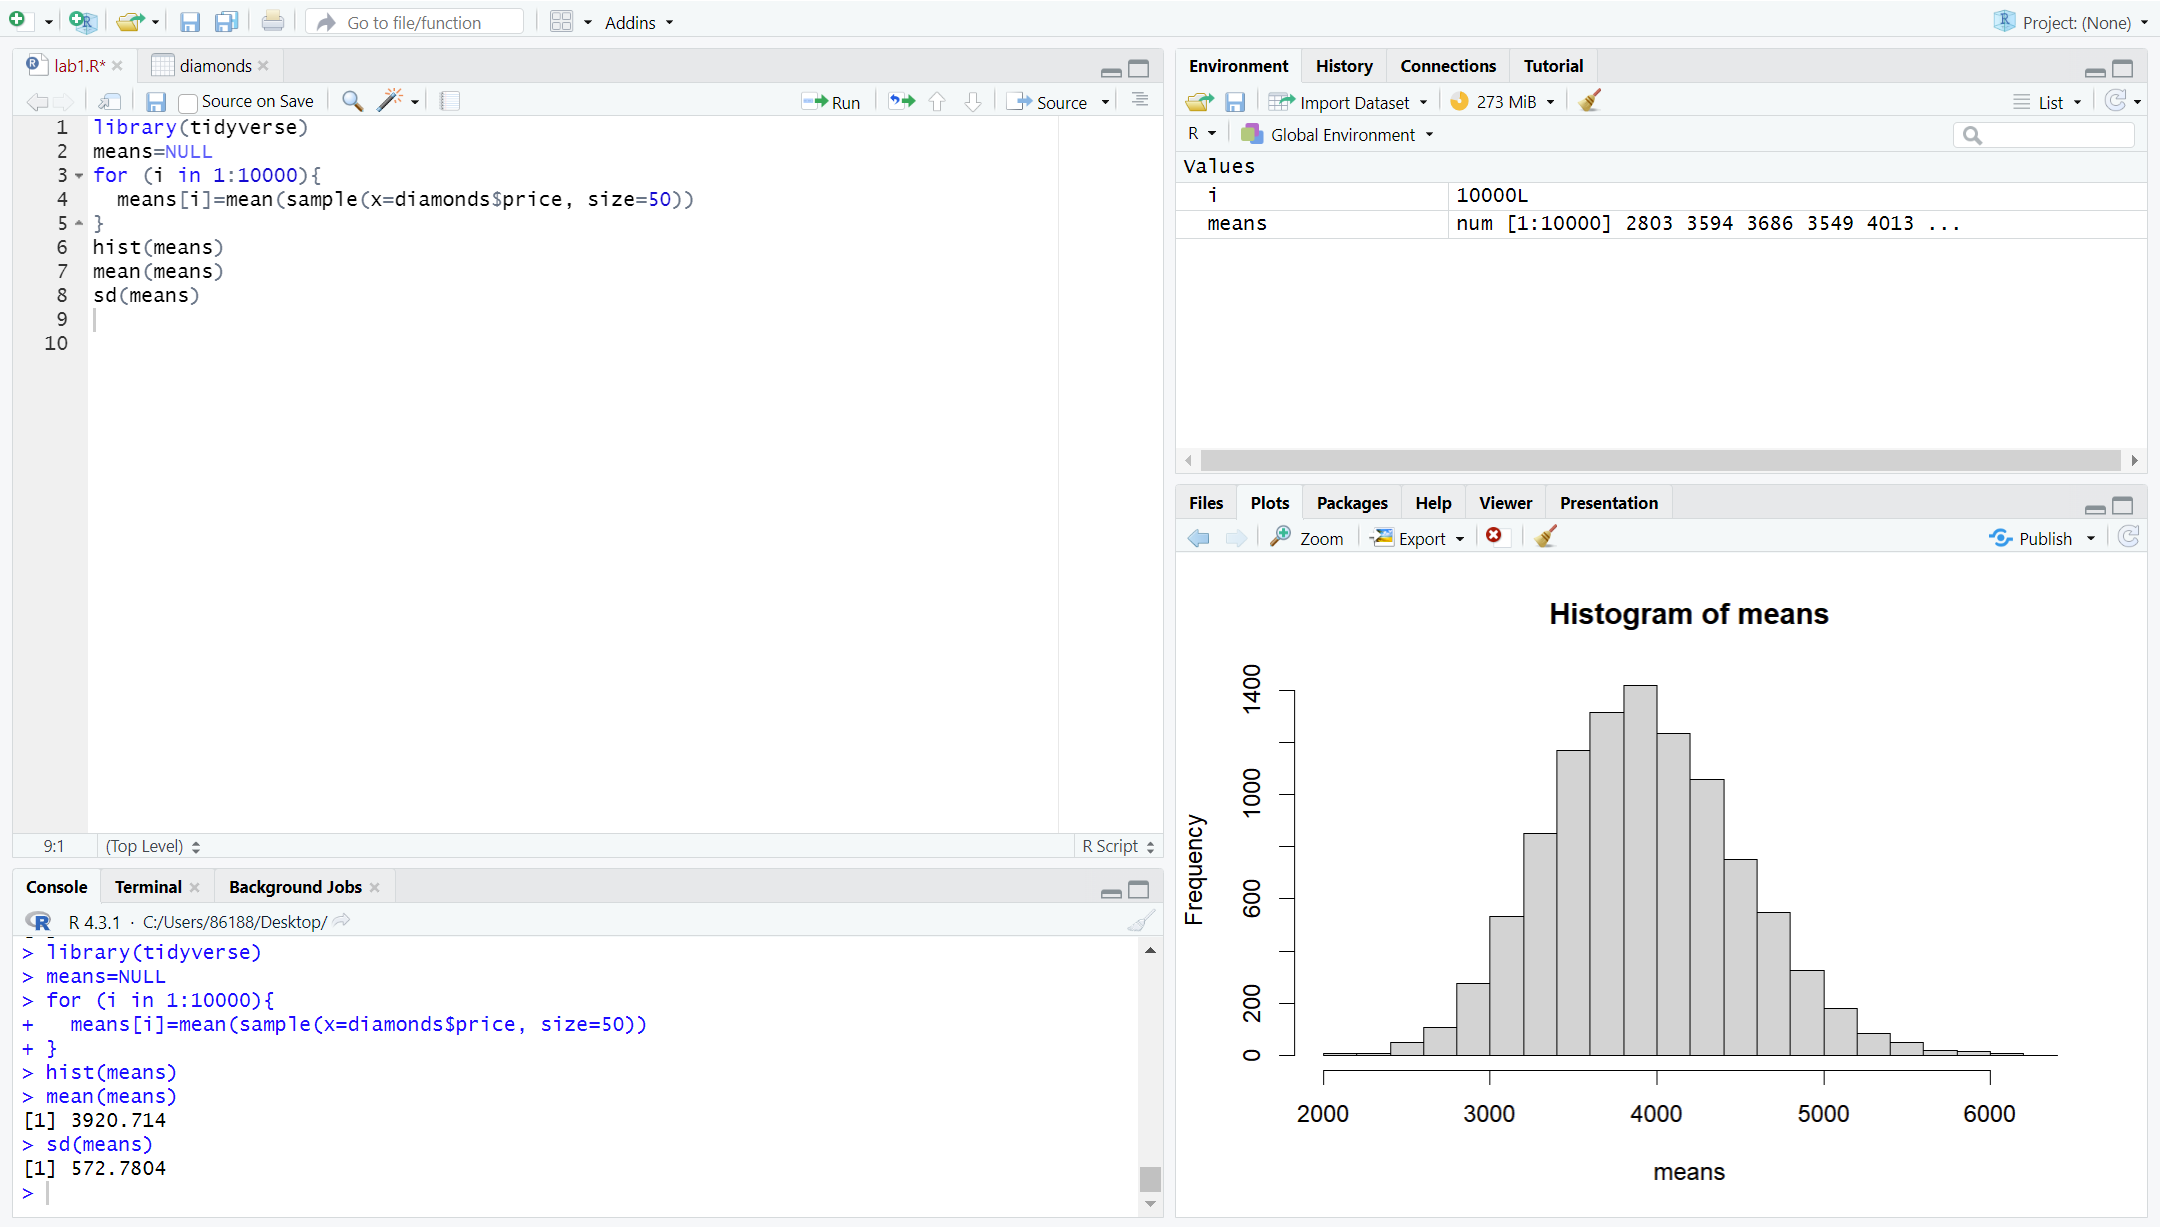 Go to file/function
Addins
Project: (None)
lab1.R*
diamonds
Source on Save
Run
Source
1 library(tidyverse)
2 means=NULL
3 for (i in 1:10000){
4 means[i]=mean(sample(x=diamonds$price, size=50))
5 }
6 hist(means)
7 mean(means)
8 sd(means)
9
10
9:1
(Top Level)
R Script
Console
Terminal
Background Jobs
R 4.3.1 · C:/Users/86188/Desktop/
> library(tidyverse)
> means=NULL
> for (i in 1:10000){
+ means[i]=mean(sample(x=diamonds$price, size=50))
+ }
> hist(means)
> mean(means)
[1] 3920.714
> sd(means)
[1] 572.7804
>
Environment
History
Connections
Tutorial
Import Dataset
273 MiB
List
R
Global Environment
Values
i 10000L
means num [1:10000] 2803 3594 3686 3549 4013 ...
Files
Plots
Packages
Help
Viewer
Presentation
Zoom
Export
Publish
Histogram of means
Frequency
1400
1000
600
200
0
2000 3000 4000 5000 6000
means